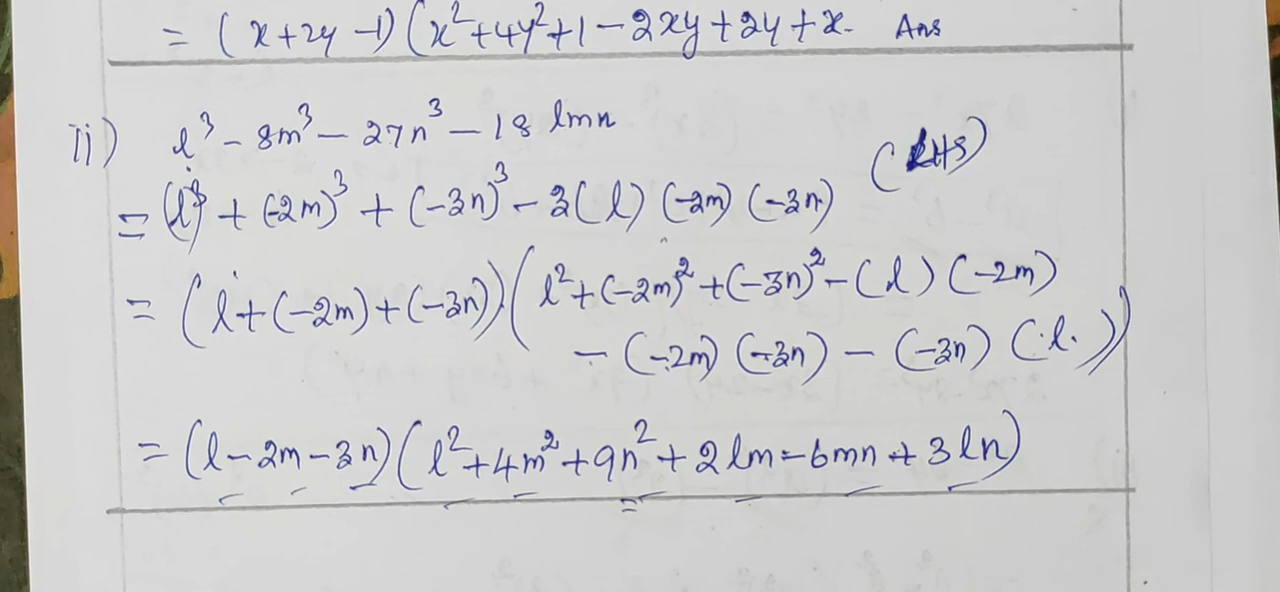 = (x+2y-1) (x²+4y²+1-2xy+2y+x. Ans
ii) l³ - 8m³ - 27n³ - 18 lmn
= (l)³ + (-2m)³ + (-3n)³ - 3(l) (-2m) (-3n)
= (l+(-2m)+(-3n)) (l²+(-2m)²+(-3n)²-(l) (-2m)
- (-2m) (-3n) - (-3n) (l))
= (l-2m-3n) (l²+4m²+9n²+2lm-6mn+3ln)